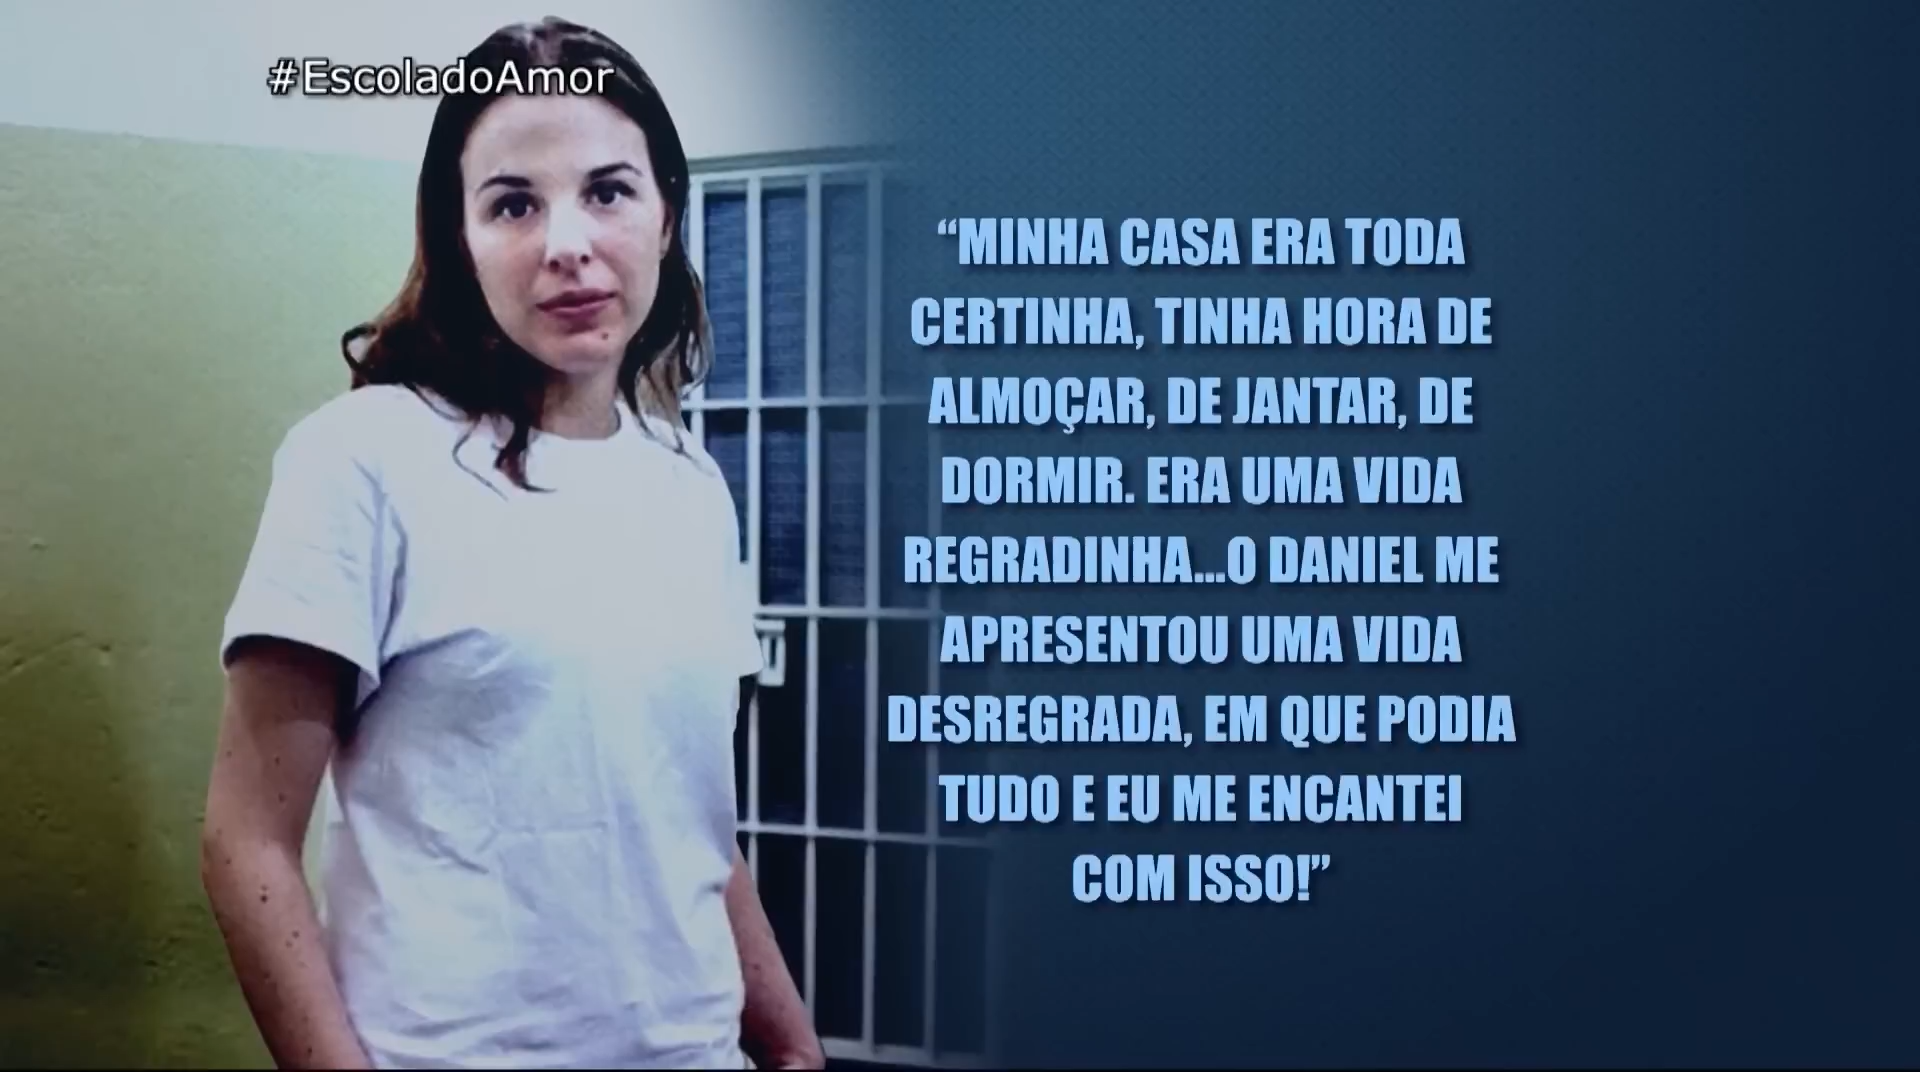 #EscoladoAmor
“MINHA CASA ERA TODA
CERTINHA, TINHA HORA DE
ALMOÇAR, DE JANTAR, DE
DORMIR. ERA UMA VIDA
REGRADINHA...O DANIEL ME
APRESENTOU UMA VIDA
DESREGRADA, EM QUE PODIA
TUDO E EU ME ENCANTEI
COM ISSO!”